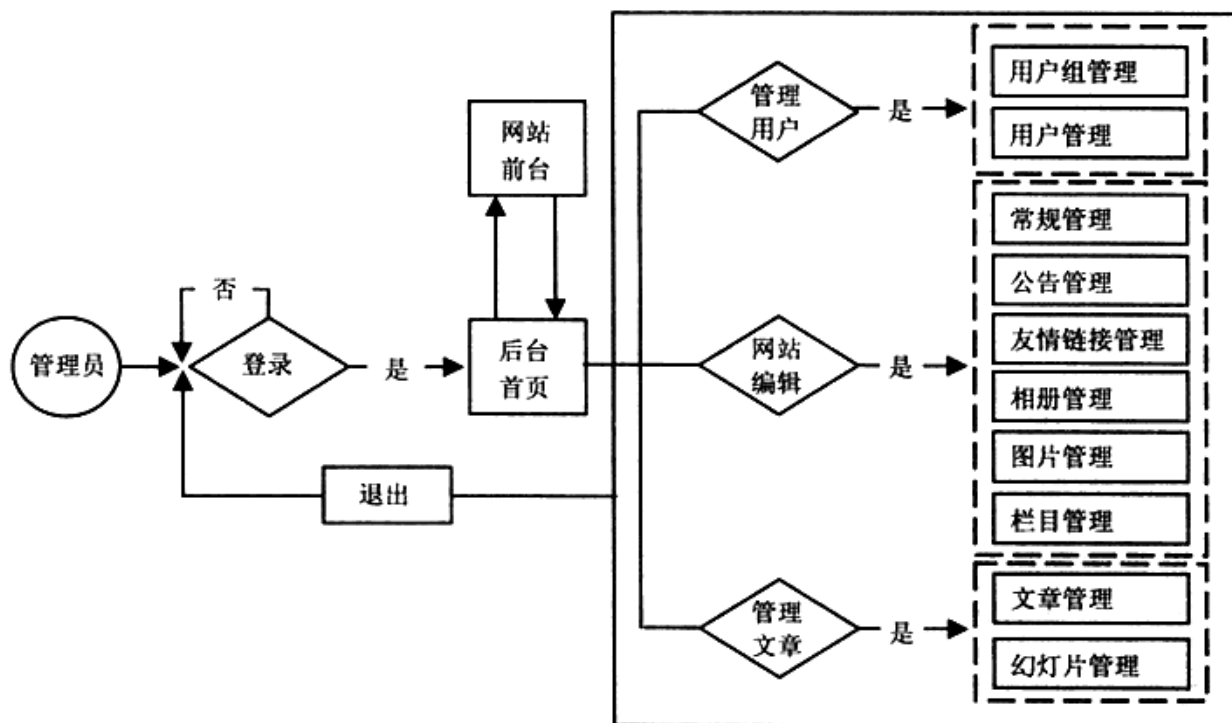 管理员
否
登录
是
网站
前台
后台
首页
退出
管理
用户
是
用户组管理
用户管理
网站
编辑
是
常规管理
公告管理
友情链接管理
相册管理
图片管理
栏目管理
管理
文章
是
文章管理
幻灯片管理